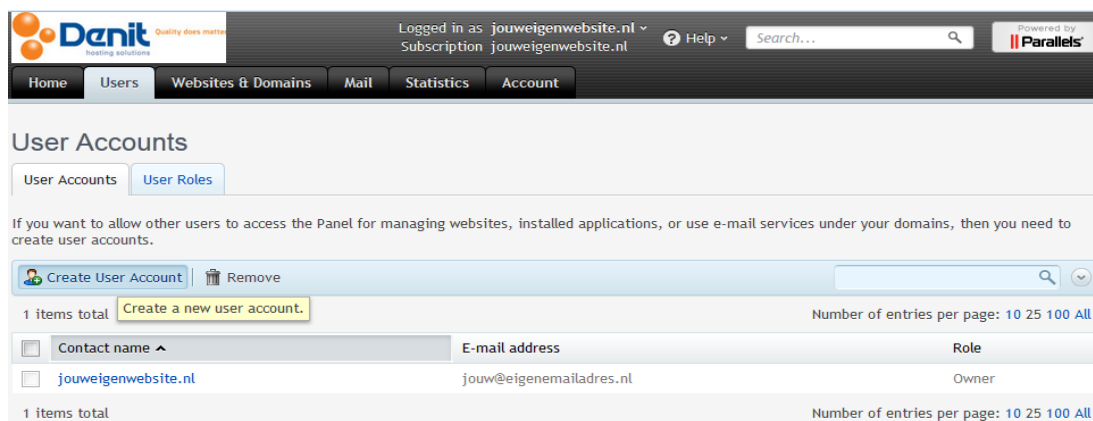 Denit Quality does matter
hosting solutions
Logged in as jouweigenwebsite.nl
Subscription jouweigenwebsite.nl
Help
Search...
Powered by
Parallels
Home Users Websites & Domains Mail Statistics Account
User Accounts
User Accounts User Roles
If you want to allow other users to access the Panel for managing websites, installed applications, or use e-mail services under your domains, then you need to
create user accounts.
Create User Account Remove
Create a new user account.
1 items total Number of entries per page: 10 25 100 All
Contact name E-mail address Role
jouweigenwebsite.nl jouw@eigenemailadres.nl Owner
1 items total Number of entries per page: 10 25 100 All